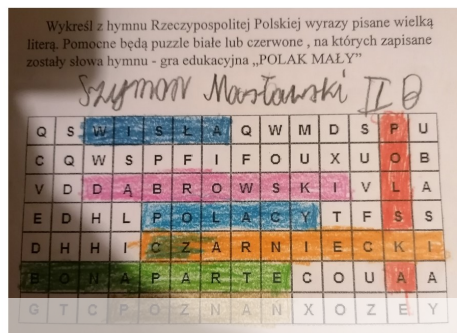 Wykreśl z hymnu Rzeczypospolitej Polskiej wyrazy pisane wielką
literą. Pomocne będą puzzle białe lub czerwone , na których zapisane
zostały słowa hymnu - gra edukacyjna „POLAK MAŁY”
Szymon Masławski II
Q S W I S Ł A Q W M D S P U
C Q W S P F I F O U X U O B
V D D Ą B R O W S K I V L A
E D H L P O L A C Y T F S S
D H H I C Z A R N I E C K I
B O N A P A R T E C O U A A
G T C P O Z N A Ń X O Z E Y